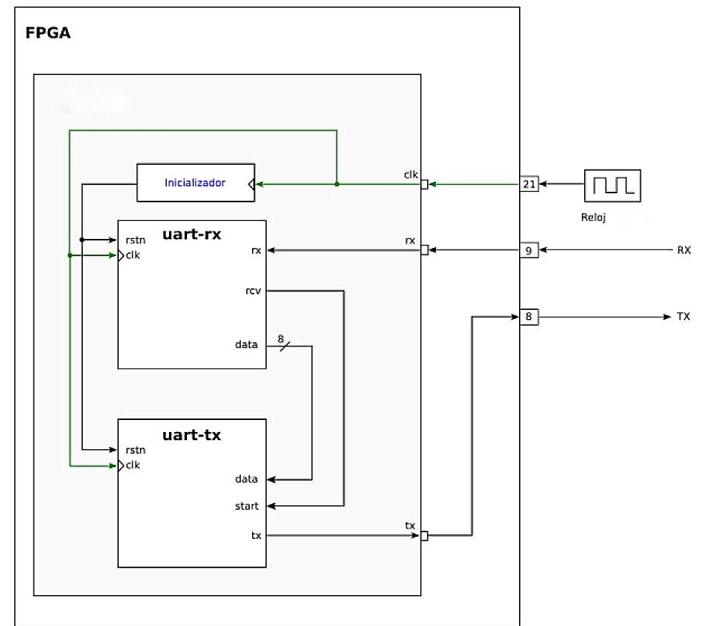 FPGA
clk
21
Inicializador
Reloj
uart-rx
rstn
rx
rx
9
RX
clk
rcv
8
TX
data
8
uart-tx
rstn
clk
data
start
tx
tx